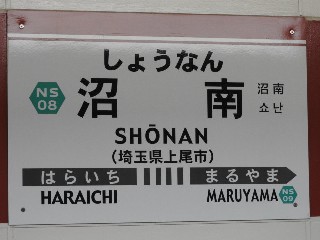 しょうなん
NS
08
沼南
沼南
쇼난
SHŌNAN
(埼玉県上尾市)
はらいち まるやま
HARAICHI MARUYAMA
NS
09